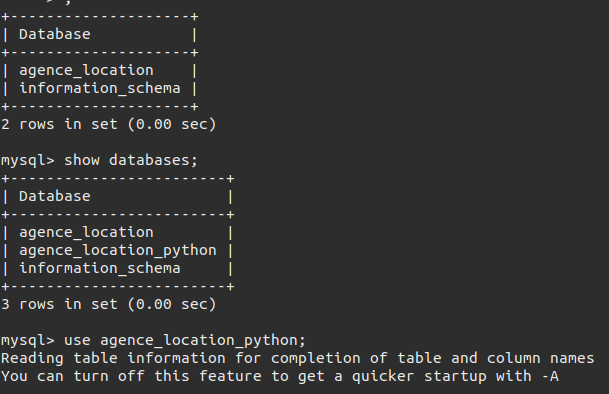 +--------------------+
| Database           |
+--------------------+
| agence_location    |
| information_schema |
+--------------------+
2 rows in set (0.00 sec)

mysql> show databases;
+------------------------+
| Database               |
+------------------------+
| agence_location        |
| agence_location_python |
| information_schema     |
+------------------------+
3 rows in set (0.00 sec)

mysql> use agence_location_python;
Reading table information for completion of table and column names
You can turn off this feature to get a quicker startup with -A